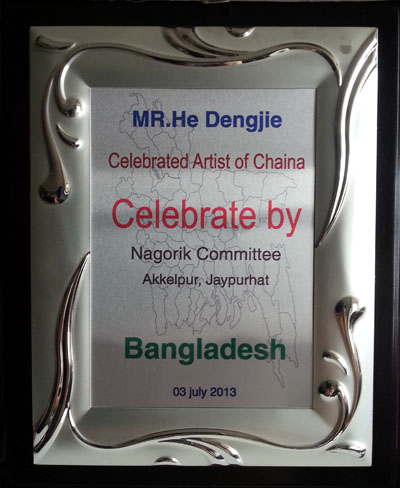 MR.He Dengjie
Celebrated Artist of Chaina
Celebrate by
Nagorik Committee
Akkelpur, Jaypurhat
Bangladesh
03 july 2013